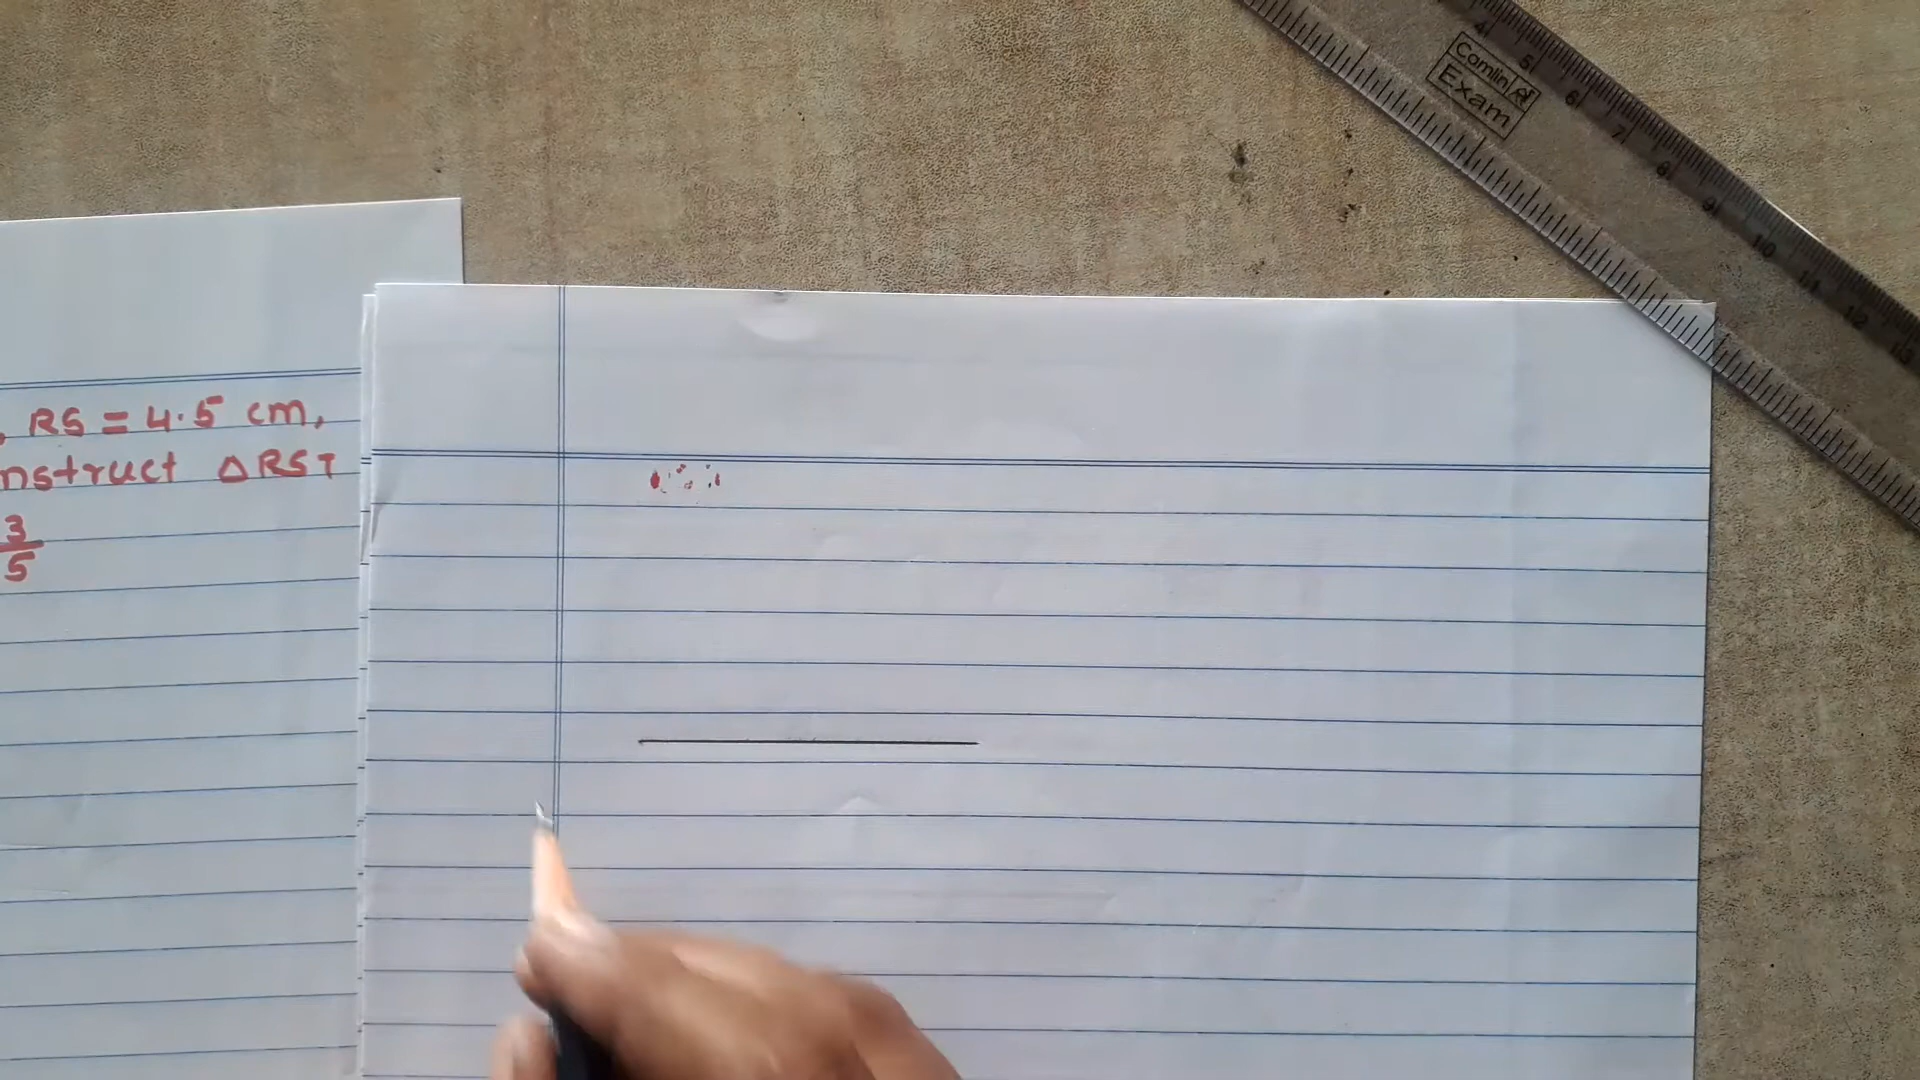 , RS = 4.5 cm,
nstruct △RST
3
5
Comlin
Exam
4 5 6 7 8 9 10 11 12 13